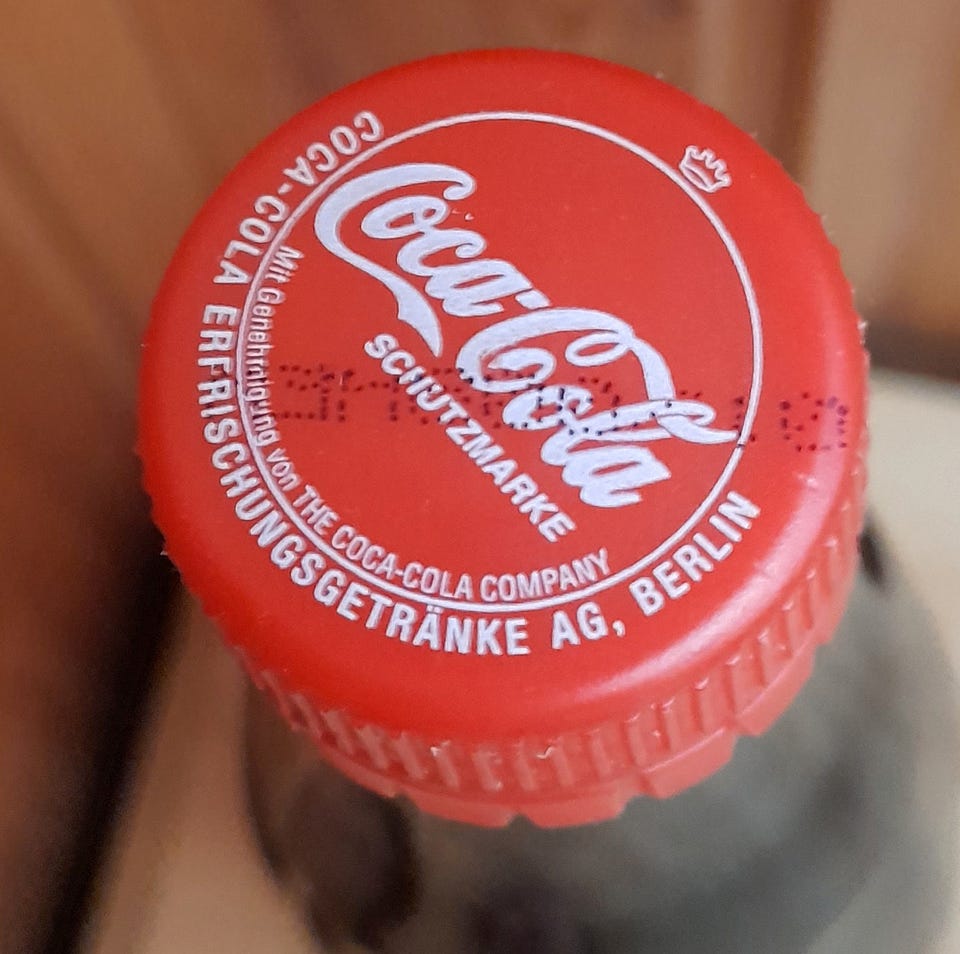 Coca-Cola
SCHUTZMARKE
Mit Genehmigung von THE COCA-COLA COMPANY
COCA-COLA ERFRISCHUNGSGETRÄNKE AG, BERLIN